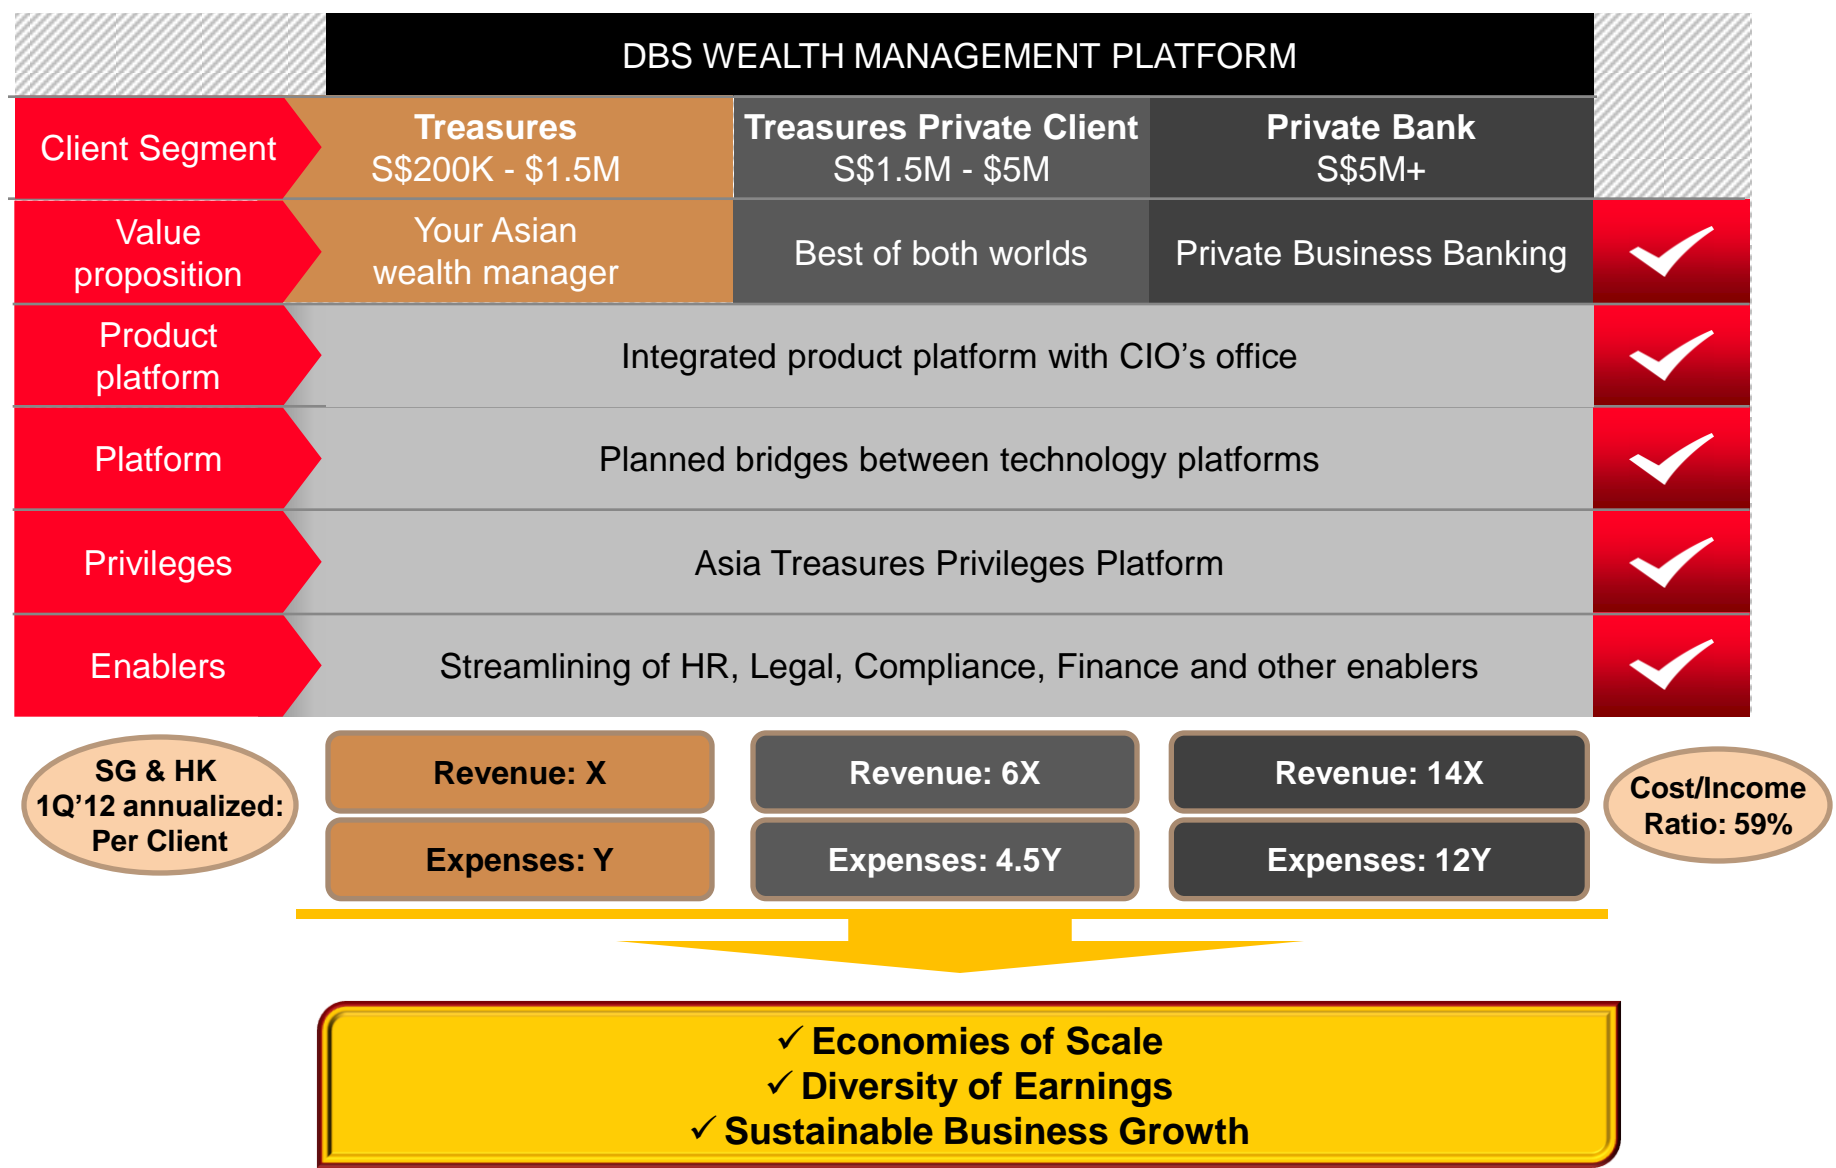 DBS WEALTH MANAGEMENT PLATFORM
Client Segment
Treasures
S$200K - $1.5M
Treasures Private Client
S$1.5M - $5M
Private Bank
S$5M+
Value
proposition
Your Asian
wealth manager
Best of both worlds
Private Business Banking
Product
platform
Integrated product platform with CIO’s office
Platform
Planned bridges between technology platforms
Privileges
Asia Treasures Privileges Platform
Enablers
Streamlining of HR, Legal, Compliance, Finance and other enablers
SG & HK
1Q’12 annualized:
Per Client
Revenue: X
Revenue: 6X
Revenue: 14X
Expenses: Y
Expenses: 4.5Y
Expenses: 12Y
Cost/Income
Ratio: 59%
✓ Economies of Scale
✓ Diversity of Earnings
✓ Sustainable Business Growth